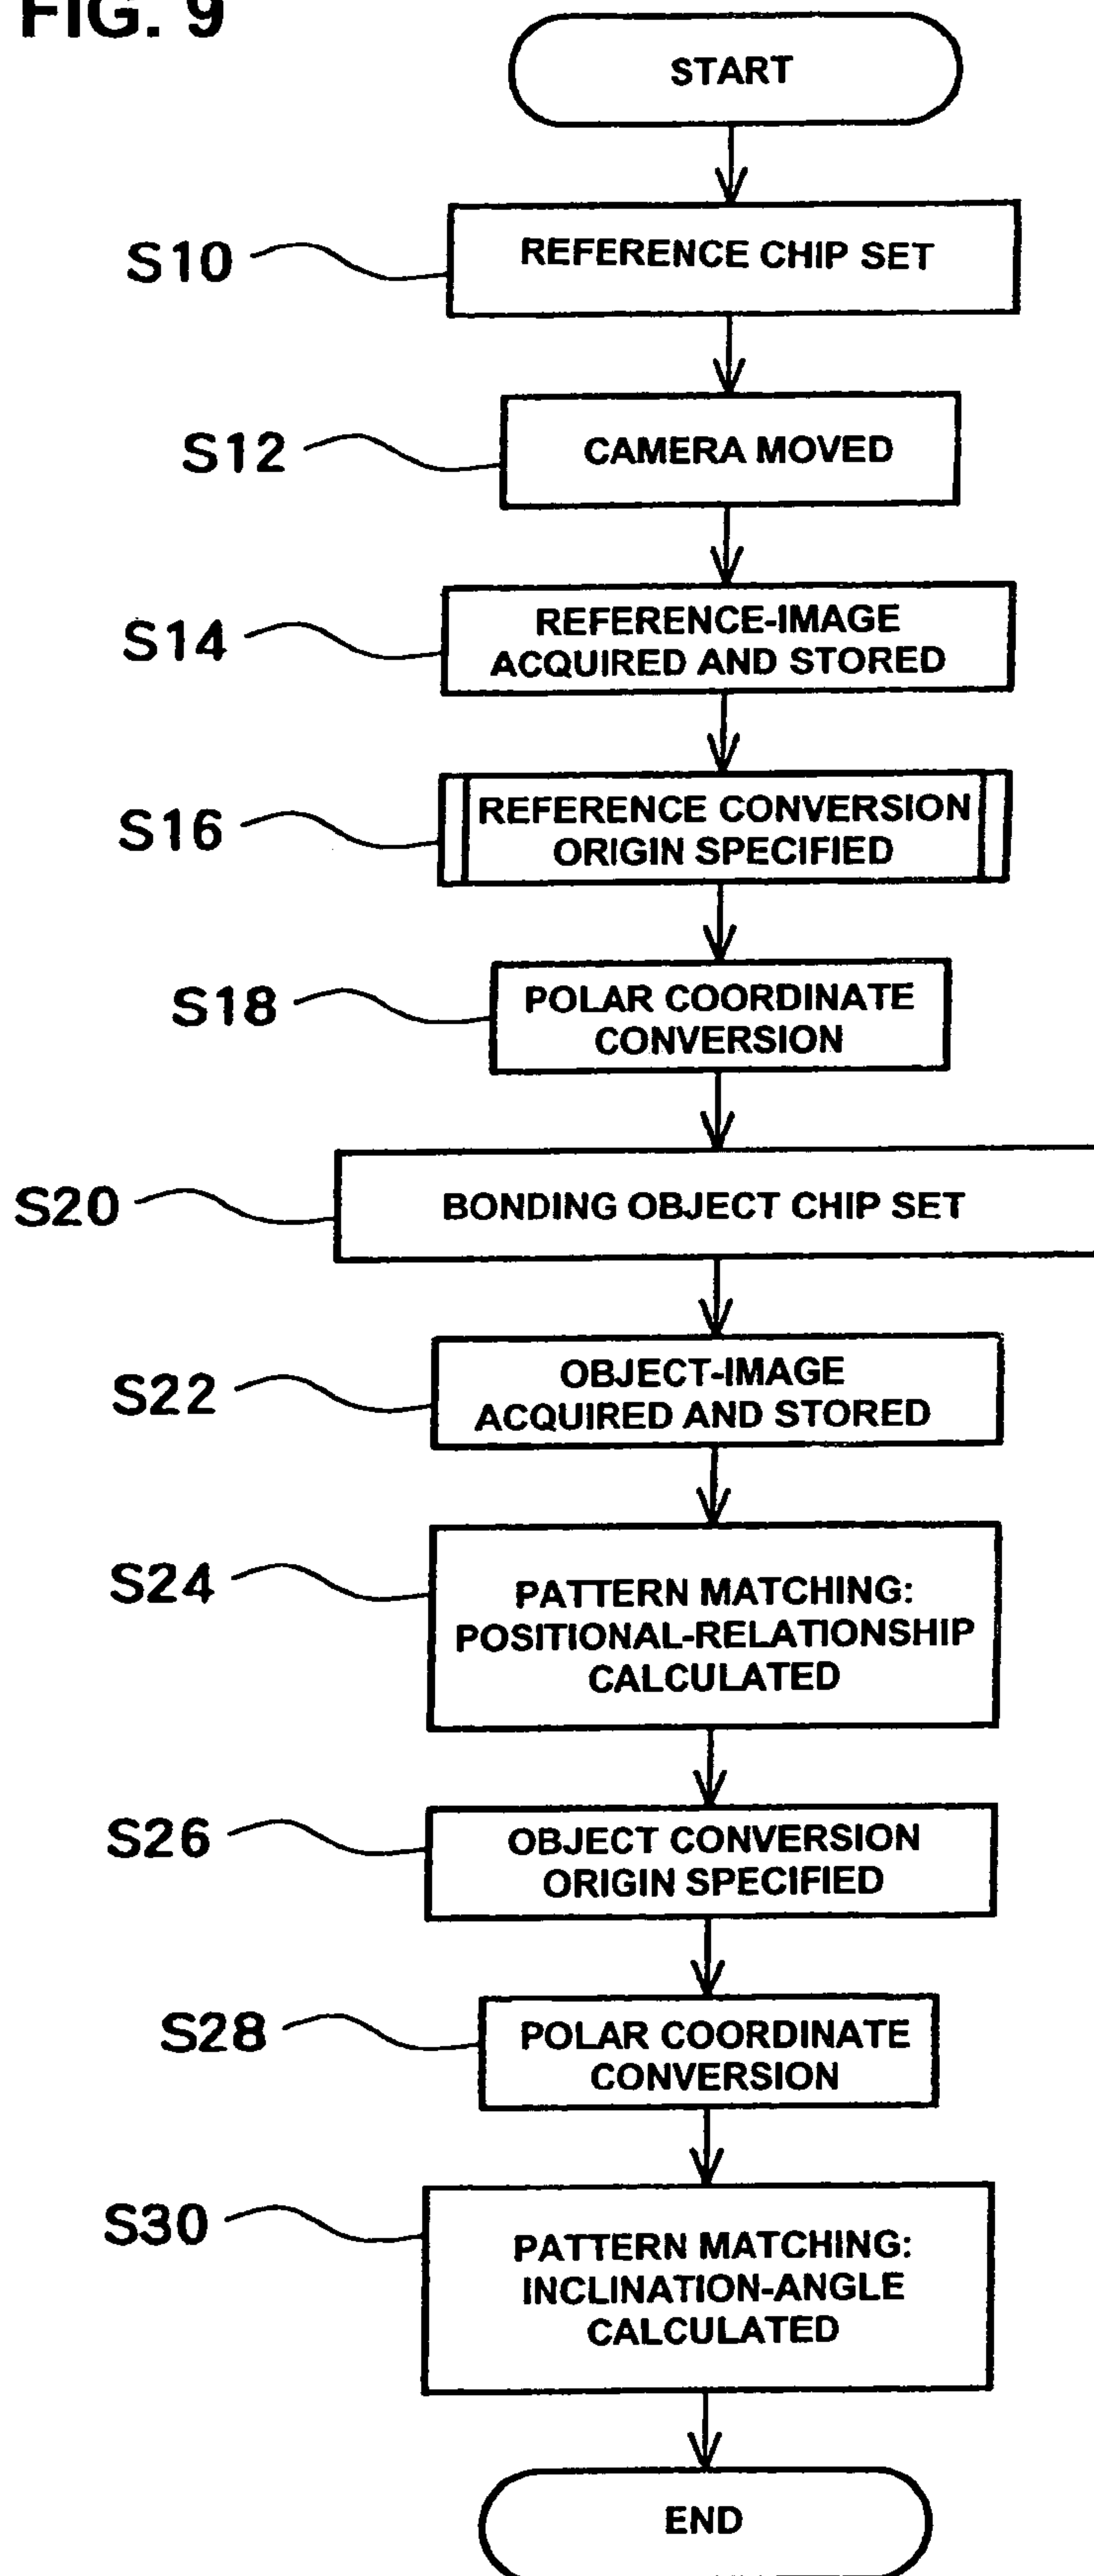 FIG. 9
START
S10
REFERENCE CHIP SET
S12
CAMERA MOVED
S14
REFERENCE-IMAGE
ACQUIRED AND STORED
S16
REFERENCE CONVERSION
ORIGIN SPECIFIED
S18
POLAR COORDINATE
CONVERSION
S20
BONDING OBJECT CHIP SET
S22
OBJECT-IMAGE
ACQUIRED AND STORED
S24
PATTERN MATCHING:
POSITIONAL-RELATIONSHIP
CALCULATED
S26
OBJECT CONVERSION
ORIGIN SPECIFIED
S28
POLAR COORDINATE
CONVERSION
S30
PATTERN MATCHING:
INCLINATION-ANGLE
CALCULATED
END